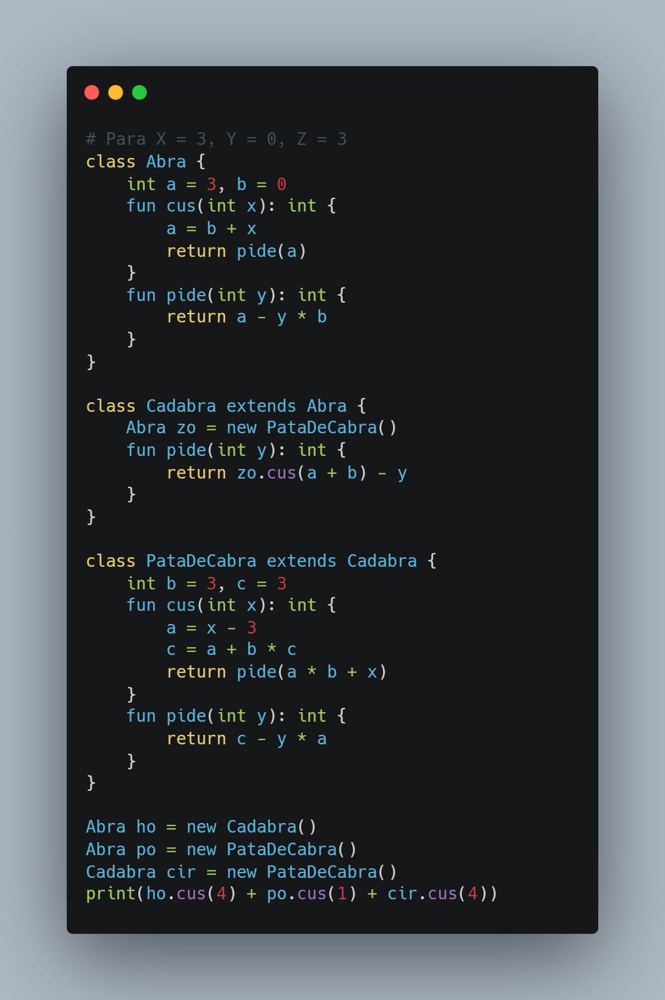 # Para X = 3, Y = 0, Z = 3
class Abra {
    int a = 3, b = 0
    fun cus(int x): int {
        a = b + x
        return pide(a)
    }
    fun pide(int y): int {
        return a - y * b
    }
}

class Cadabra extends Abra {
    Abra zo = new PataDeCabra()
    fun pide(int y): int {
        return zo.cus(a + b) - y
    }
}

class PataDeCabra extends Cadabra {
    int b = 3, c = 3
    fun cus(int x): int {
        a = x - 3
        c = a + b * c
        return pide(a * b + x)
    }
    fun pide(int y): int {
        return c - y * a
    }
}

Abra ho = new Cadabra()
Abra po = new PataDeCabra()
Cadabra cir = new PataDeCabra()
print(ho.cus(4) + po.cus(1) + cir.cus(4))